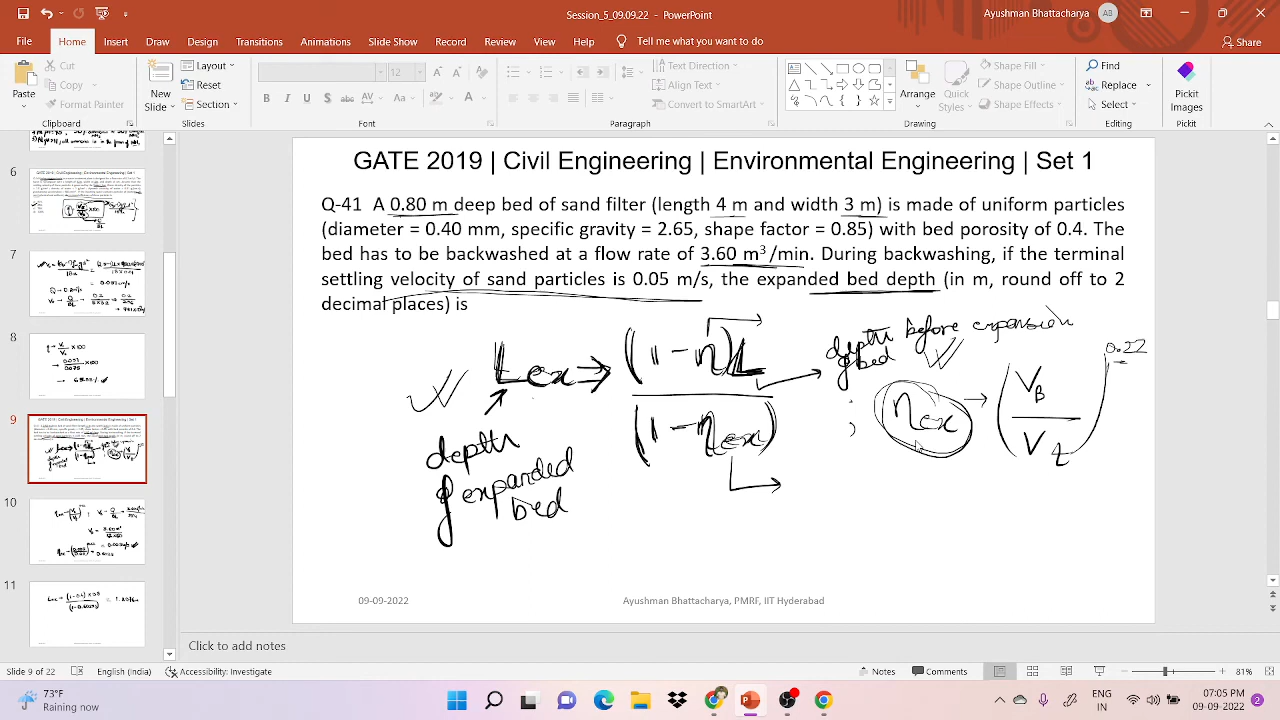 Session_5_09.09.22
Ayushman Bhattacharya AB
File Home Insert Draw Design Transitions Animations Slide Show Record Review View Help Tell me what you want to do Share
Paste Cut Copy Format Painter
Clipboard
New Slide Layout Reset Section
Slides
12
Font
Paragraph
Text Direction Align Text Convert to SmartArt
Arrange Quick Styles Shape Fill Shape Outline Shape Effects
Drawing
Find Replace Select
Editing
Pickit Images
Pickit
6
7
8
9
10
11
GATE 2019 | Civil Engineering | Environmental Engineering | Set 1
Q-41 A 0.80 m deep bed of sand filter (length 4 m and width 3 m) is made of uniform particles
(diameter = 0.40 mm, specific gravity = 2.65, shape factor = 0.85) with bed porosity of 0.4. The
bed has to be backwashed at a flow rate of 3.60 m³/min. During backwashing, if the terminal
settling velocity of sand particles is 0.05 m/s, the expanded bed depth (in m, round off to 2
decimal places) is
Lex → (1-η)L / (1-ηex)
depth before expansion
of bed
; ηex → (VB / Vt)^0.22
depth
of expanded
bed
09-09-2022 Ayushman Bhattacharya, PMRF, IIT Hyderabad
Click to add notes
Slide 9 of 22 English (India) Accessibility: Investigate Notes Comments 81%
73°F
Raining now
ENG
IN
07:05 PM
09-09-2022
2